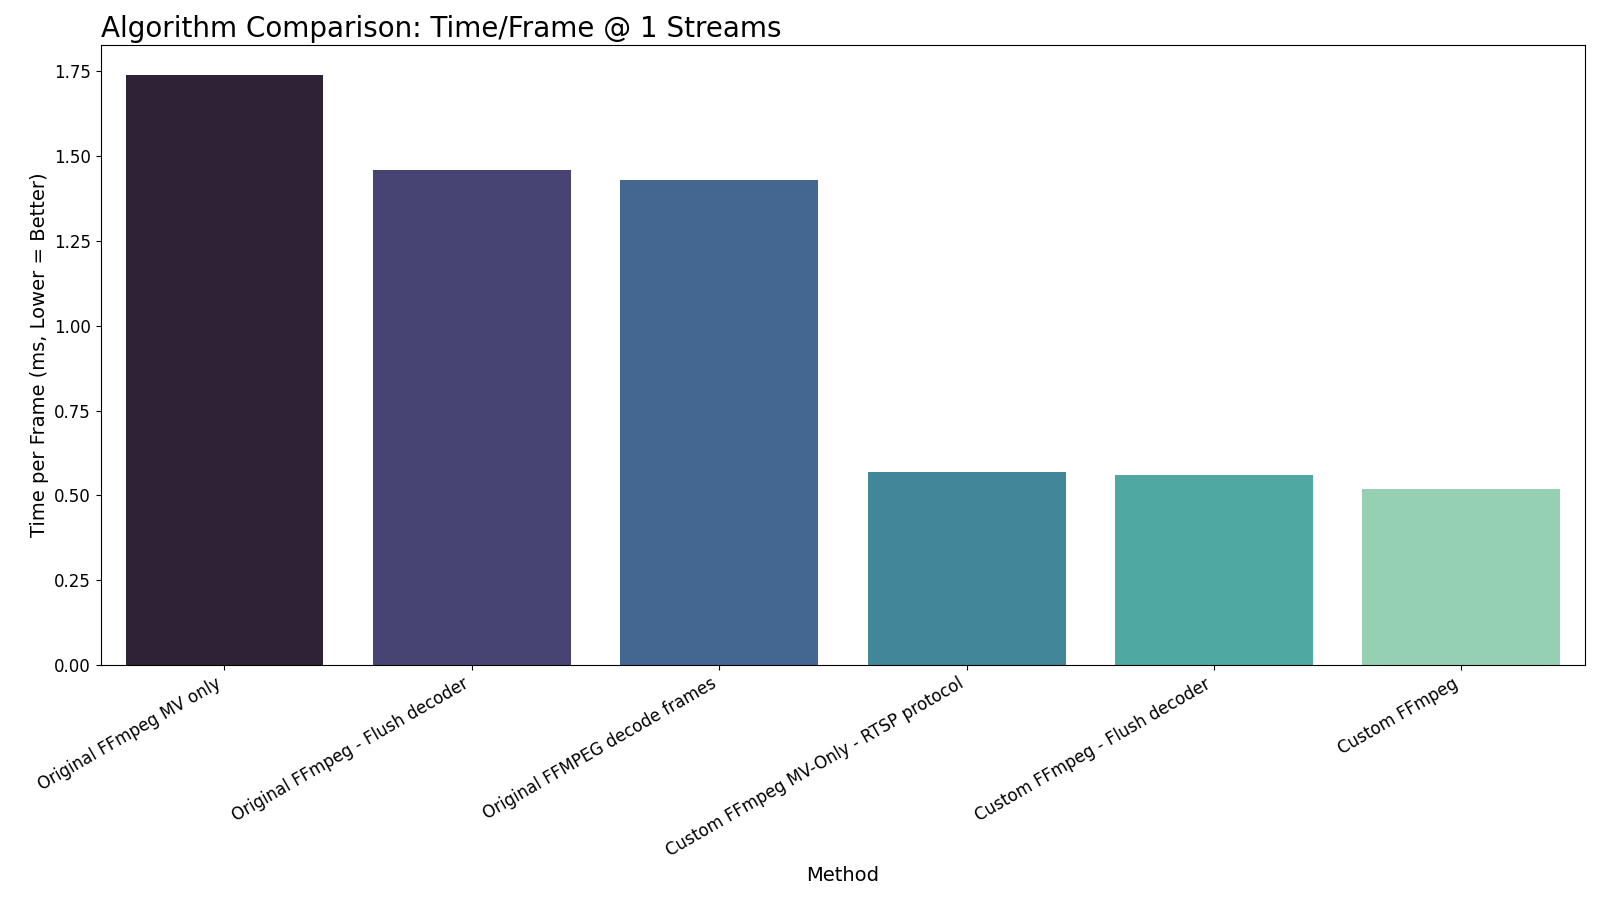 Algorithm Comparison: Time/Frame @ 1 Streams
Time per Frame (ms, Lower = Better)
1.75
1.50
1.25
1.00
0.75
0.50
0.25
0.00
Original FFmpeg MV only
Original FFmpeg - Flush decoder
Original FFMPEG decode frames
Custom FFmpeg MV-Only - RTSP protocol
Custom FFmpeg - Flush decoder
Custom FFmpeg
Method